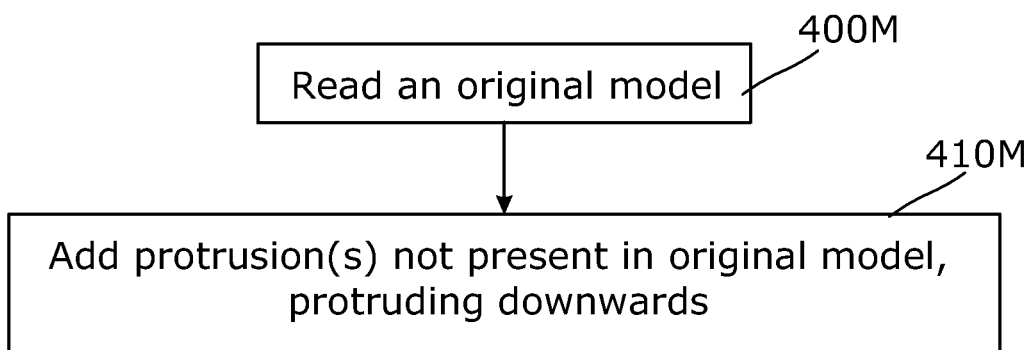 400M
Read an original model
410M
Add protrusion(s) not present in original model,
protruding downwards